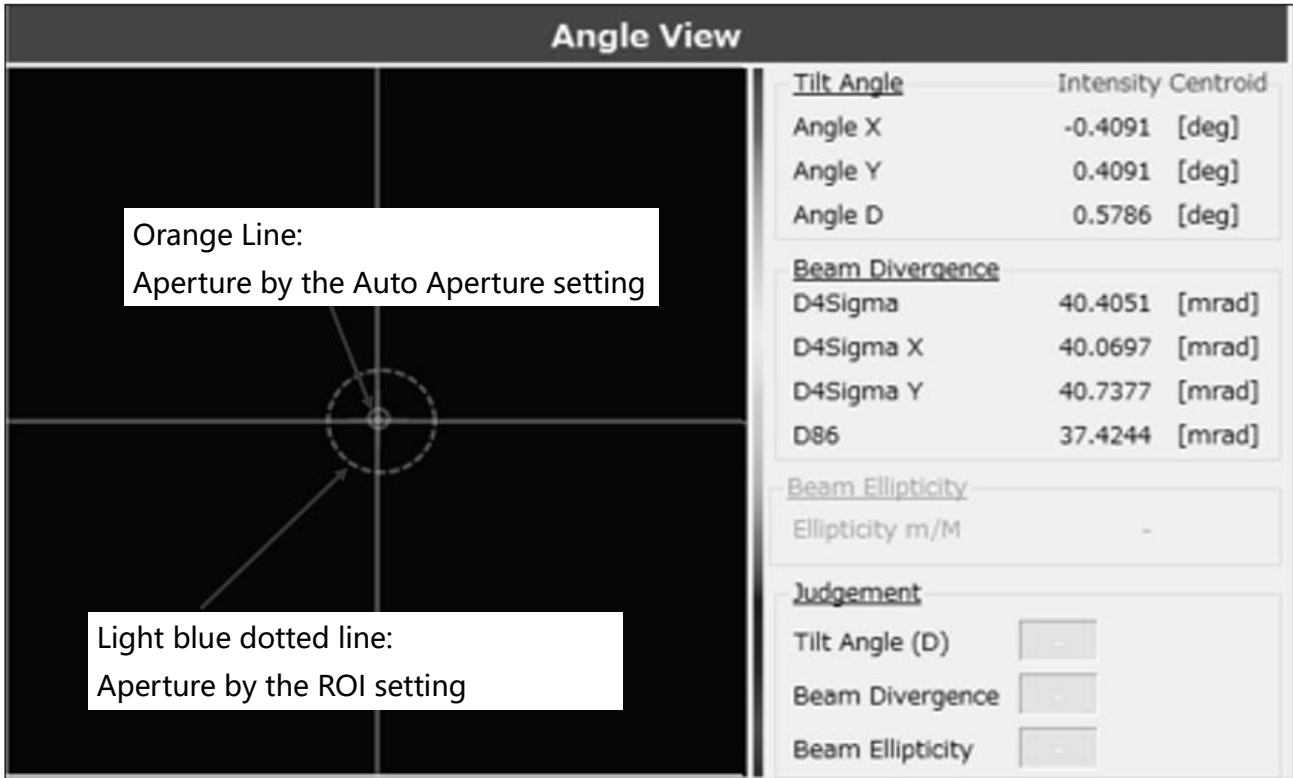 Angle View
Orange Line:
Aperture by the Auto Aperture setting
Light blue dotted line:
Aperture by the ROI setting
Tilt Angle Intensity Centroid
Angle X -0.4091 [deg]
Angle Y 0.4091 [deg]
Angle D 0.5786 [deg]
Beam Divergence
D4Sigma 40.4051 [mrad]
D4Sigma X 40.0697 [mrad]
D4Sigma Y 40.7377 [mrad]
D86 37.4244 [mrad]
Beam Ellipticity
Ellipticity m/M -
Judgement
Tilt Angle (D) -
Beam Divergence -
Beam Ellipticity -